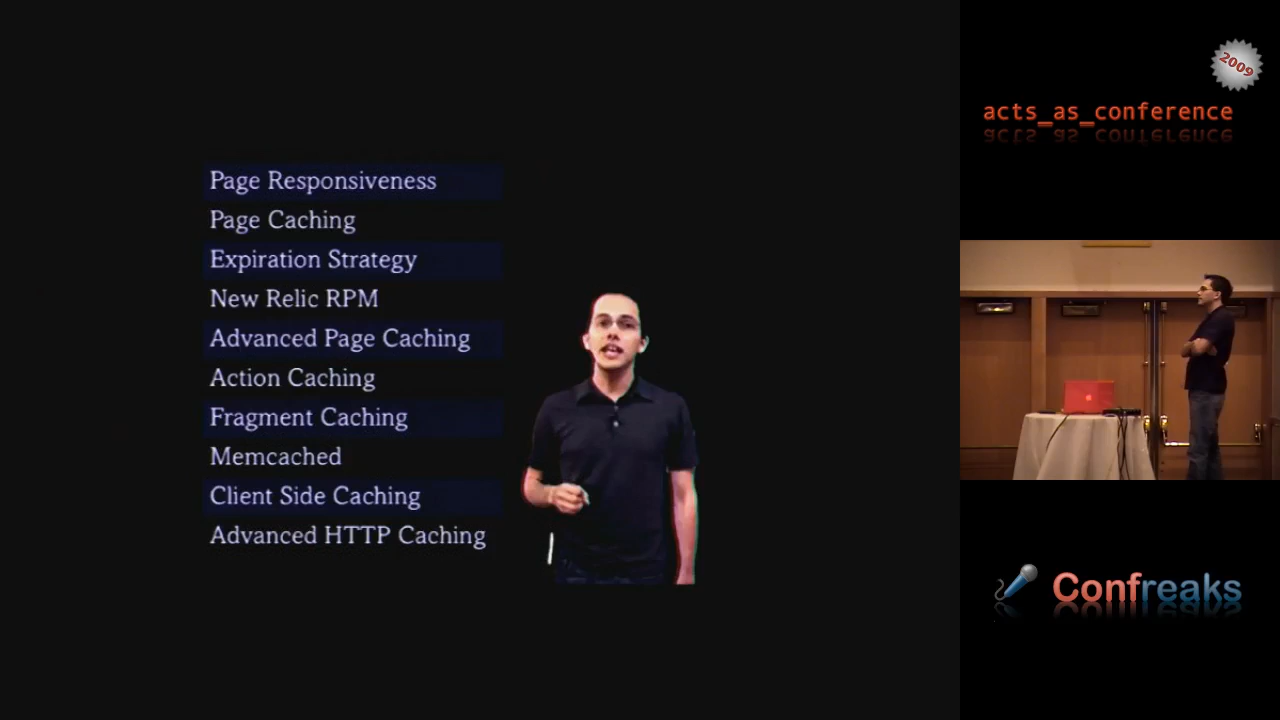 Page Responsiveness
Page Caching
Expiration Strategy
New Relic RPM
Advanced Page Caching
Action Caching
Fragment Caching
Memcached
Client Side Caching
Advanced HTTP Caching
2009
acts_as_conference
Confreaks